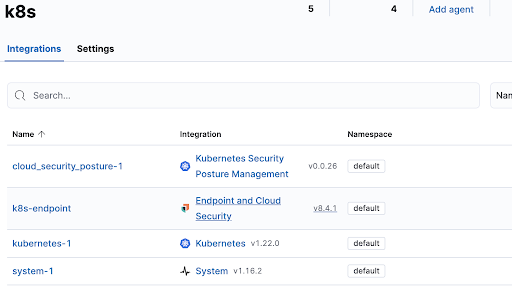 k8s
5
4
Add agent
Integrations
Settings
Search...
Nan
Name ↑
Integration
Namespace
cloud_security_posture-1
Kubernetes Security
Posture Management
v0.0.26
default
k8s-endpoint
Endpoint and Cloud
Security
v8.4.1
default
kubernetes-1
Kubernetes v1.22.0
default
system-1
System v1.16.2
default